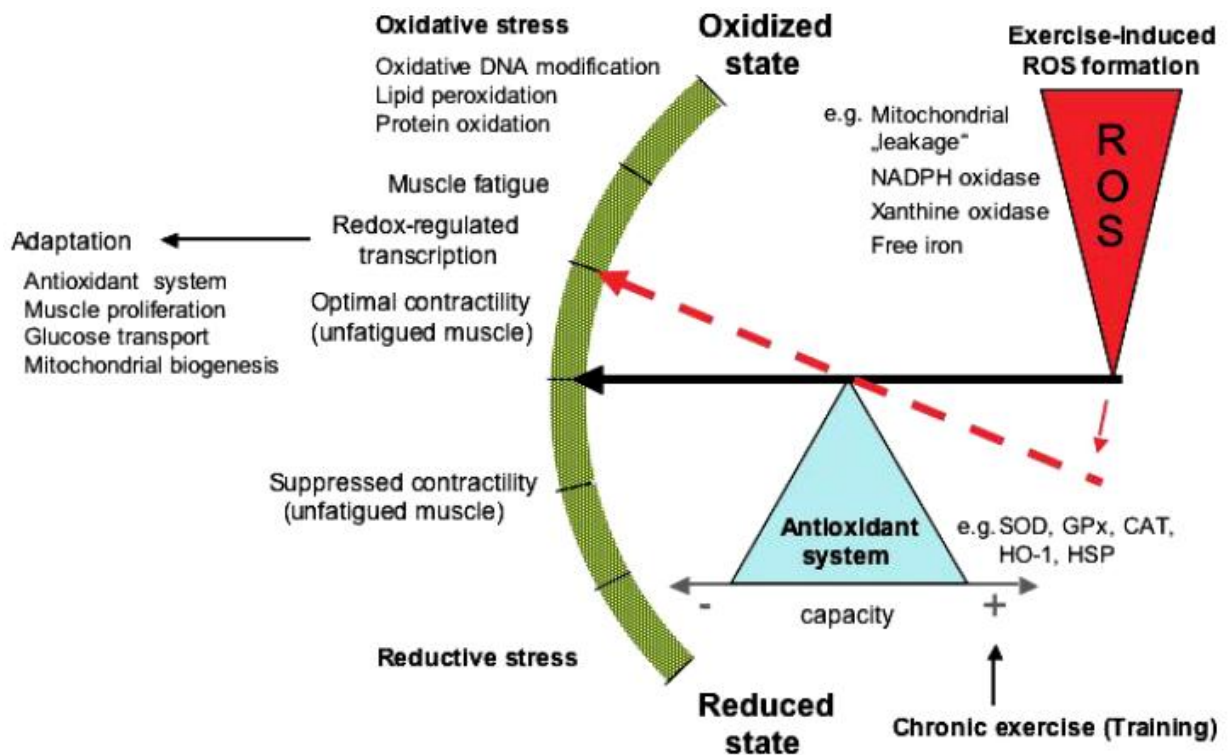 Oxidative stress
Oxidative DNA modification
Lipid peroxidation
Protein oxidation
Oxidized
state
Exercise-induced
ROS formation
e.g. Mitochondrial
„leakage“
NADPH oxidase
Xanthine oxidase
Free iron
R
O
S
Muscle fatigue
Redox-regulated
transcription
Adaptation
Antioxidant system
Muscle proliferation
Glucose transport
Mitochondrial biogenesis
Optimal contractility
(unfatigued muscle)
Suppressed contractility
(unfatigued muscle)
Antioxidant
system
e.g. SOD, GPx, CAT,
HO-1, HSP
- +
capacity
Reductive stress
Reduced
state
Chronic exercise (Training)